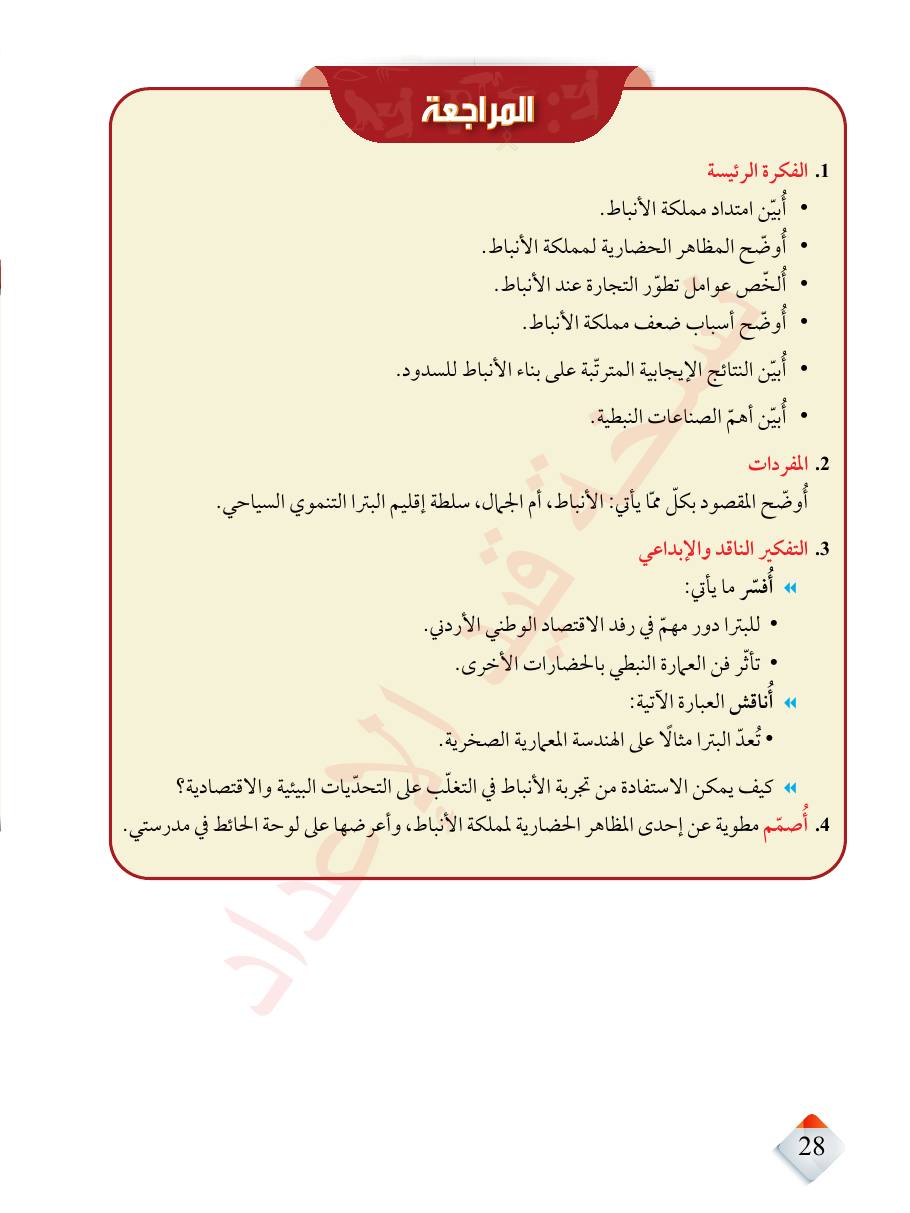 المراجعة
1. الفكرة الرئيسة
• أُبيّن امتداد مملكة الأنباط.
• أُوضّح المظاهر الحضارية لمملكة الأنباط.
• أُلخّص عوامل تطوّر التجارة عند الأنباط.
• أُوضّح أسباب ضعف مملكة الأنباط.
• أُبيّن النتائج الإيجابية المترتّبة على بناء الأنباط للسدود.
• أُبيّن أهمّ الصناعات النبطية.
2. المفردات
أُوضّح المقصود بكلّ ممّا يأتي: الأنباط، أم الجمال، سلطة إقليم البترا التنموي السياحي.
3. التفكير الناقد والإبداعي
أُفسّر ما يأتي:
• للبترا دور مهمّ في رفد الاقتصاد الوطني الأردني.
• تأثّر فن العمارة النبطي بالحضارات الأخرى.
أُناقش العبارة الآتية:
• تُعدّ البترا مثالًا على الهندسة المعمارية الصخرية.
كيف يمكن الاستفادة من تجربة الأنباط في التغلّب على التحدّيات البيئية والاقتصادية؟
4. أُصمّم مطوية عن إحدى المظاهر الحضارية لمملكة الأنباط، وأعرضها على لوحة الحائط في مدرستي.
نسخة قيد الإعداد
28